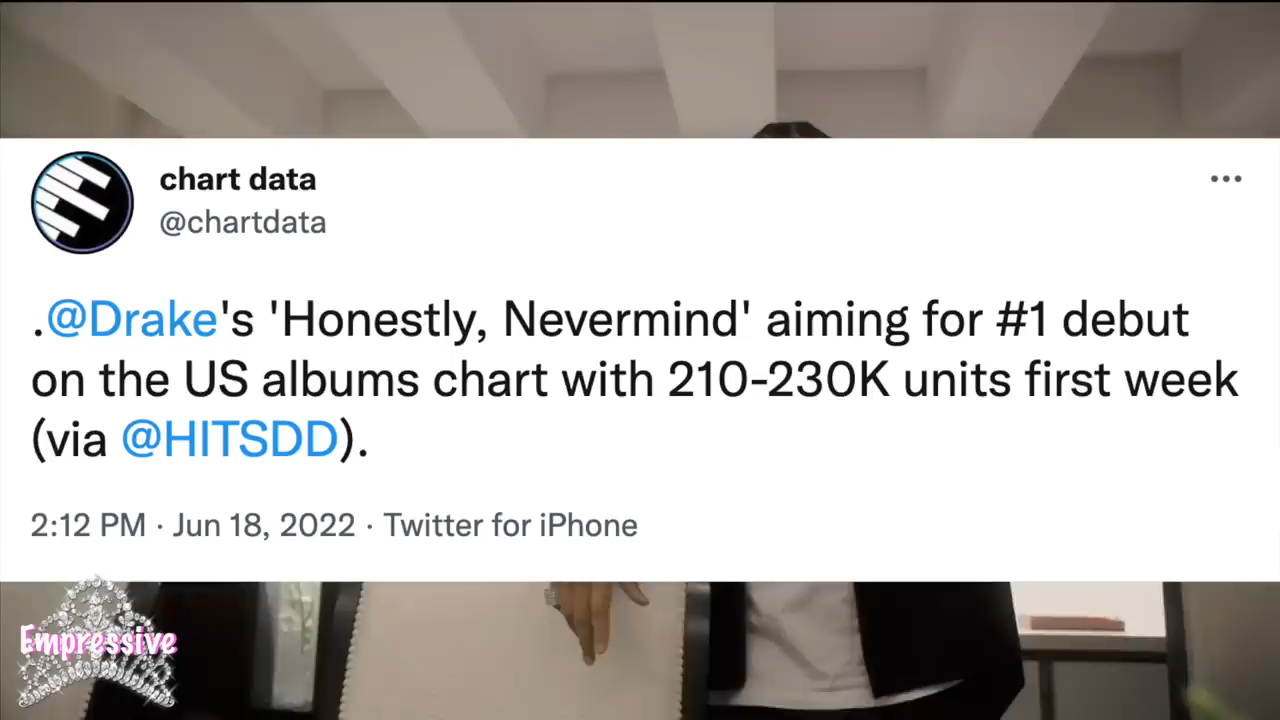 chart data
@chartdata
.@Drake's 'Honestly, Nevermind' aiming for #1 debut
on the US albums chart with 210-230K units first week
(via @HITSDD).
2:12 PM · Jun 18, 2022 · Twitter for iPhone
Empressive